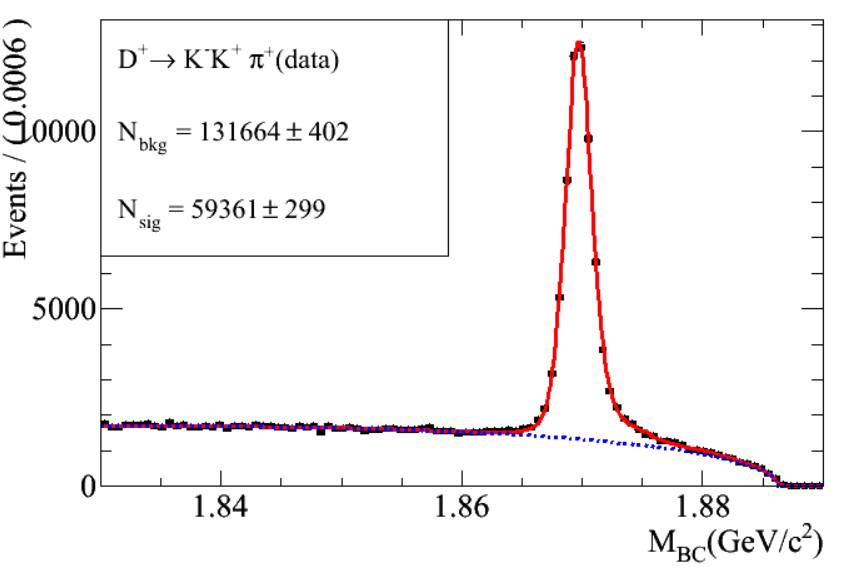 D⁺→ K⁻K⁺ π⁺(data)
N_bkg = 131664 ± 402
N_sig = 59361 ± 299
Events / ( 0.0006 )
10000
5000
0
1.84
1.86
1.88
M_BC(GeV/c²)